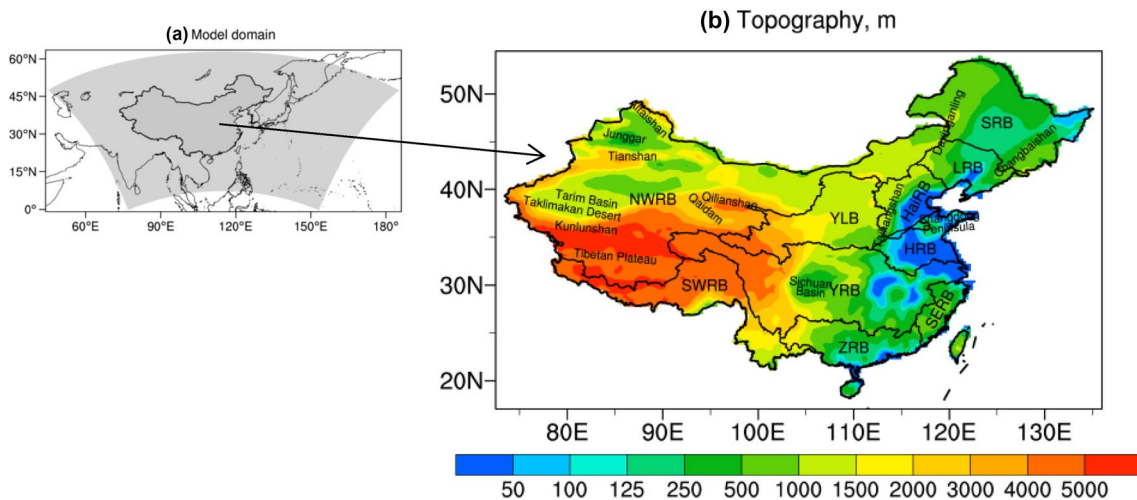 (a) Model domain
60°N
45°N
30°N
15°N
0°
60°E
90°E
120°E
150°E
180°
(b) Topography, m
50N
40N
30N
20N
80E
90E
100E
110E
120E
130E
Altaishan
Junggar
Tianshan
Tarim Basin
Taklimakan Desert
Kunlunshan
Tibetan Plateau
NWRB
Qilianshan
Qaidam
SWRB
YLB
Taihangshan
HaiRB
LRB
SRB
Changbaishan
Shangdong
Peninsula
HRB
Sichuan
Basin
YRB
SERB
ZRB
50
100
125
250
500
1000
1500
2000
3000
4000
5000